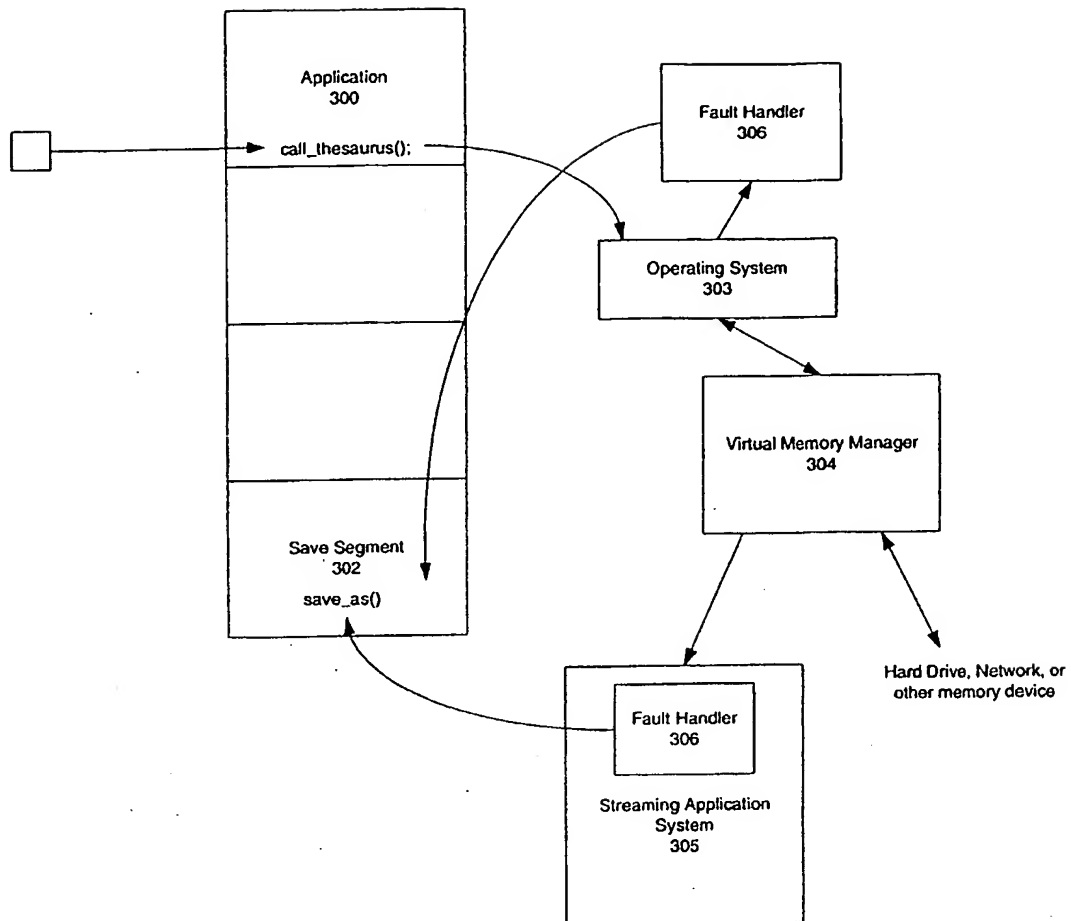 Application
300
call_thesaurus();
Fault Handler
306
Operating System
303
Virtual Memory Manager
304
Save Segment
302
save_as()
Hard Drive, Network, or
other memory device
Fault Handler
306
Streaming Application
System
305